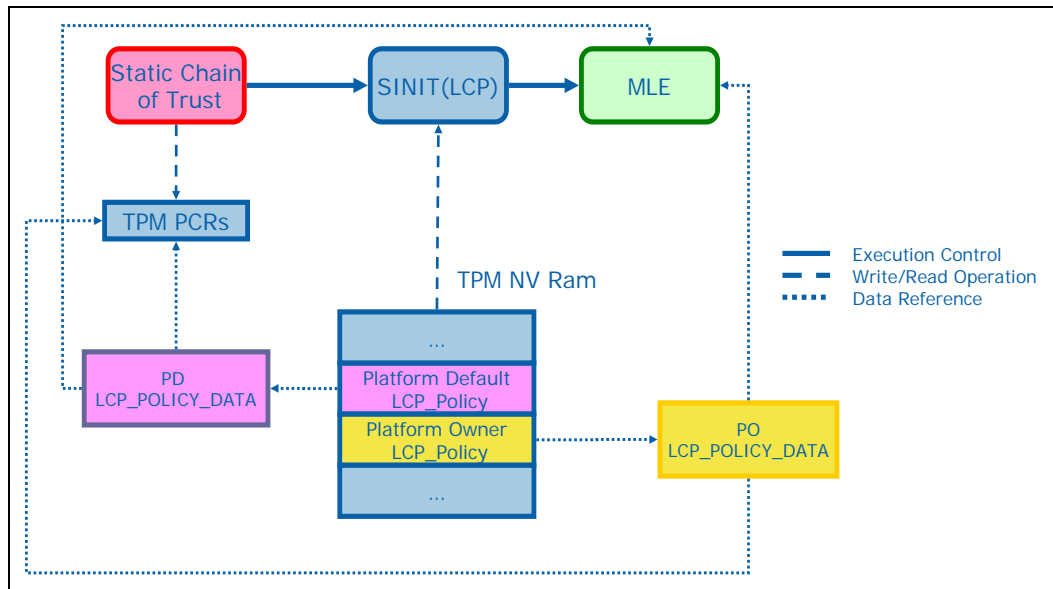 Static Chain
of Trust
SINIT(LCP)
MLE
TPM PCRs
Execution Control
Write/Read Operation
Data Reference
TPM NV Ram
...
PD
LCP_POLICY_DATA
Platform Default
LCP_Policy
Platform Owner
LCP_Policy
PO
LCP_POLICY_DATA
...